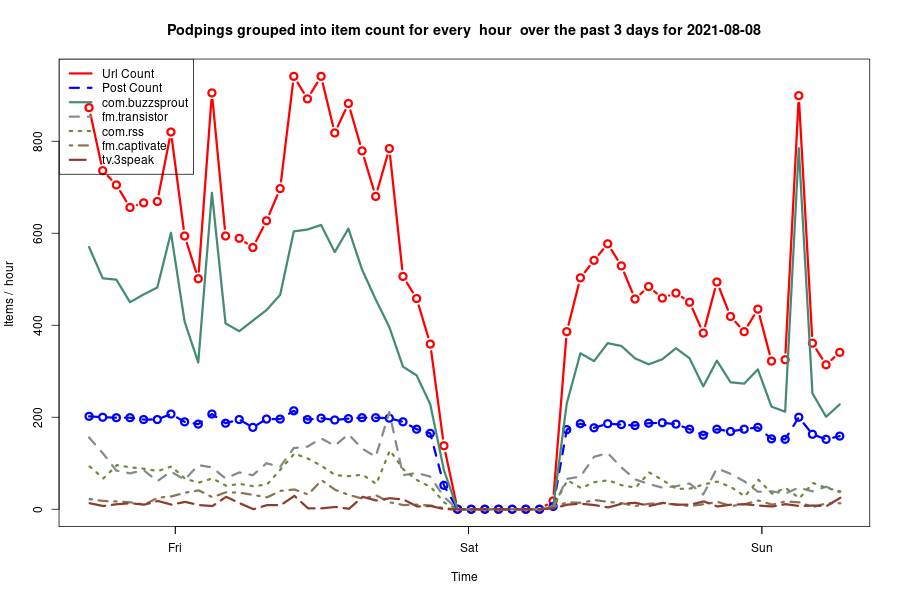 Podpings grouped into item count for every  hour  over the past 3 days for 2021-08-08
Url Count
Post Count
com.buzzsprout
fm.transistor
com.rss
fm.captivate
tv.3speak
800
600
400
200
0
Items /  hour
Fri
Sat
Sun
Time